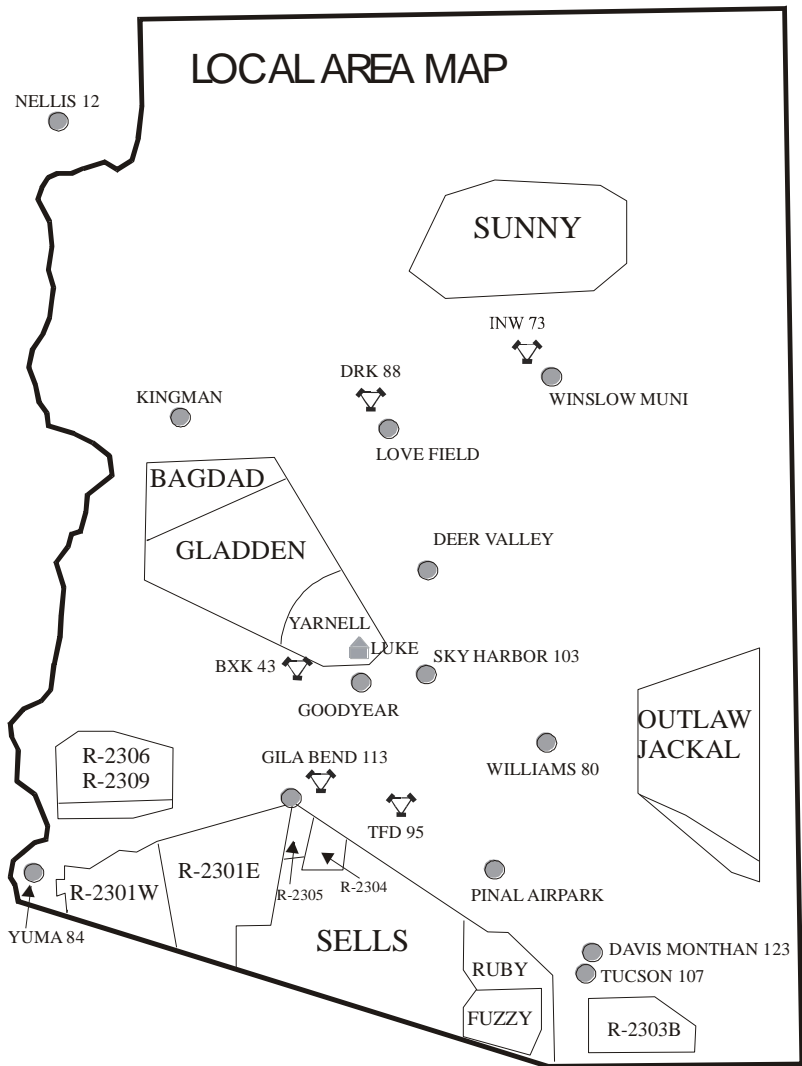 LOCAL AREA MAP
NELLIS 12
SUNNY
INW 73
DRK 88
KINGMAN
WINSLOW MUNI
LOVE FIELD
BAGDAD
GLADDEN
DEER VALLEY
YARNELL
LUKE
BXK 43
SKY HARBOR 103
GOODYEAR
OUTLAW
JACKAL
R-2306
R-2309
GILA BEND 113
WILLIAMS 80
TFD 95
R-2301E
R-2301W
R-2305
R-2304
PINAL AIRPARK
YUMA 84
SELLS
DAVIS MONTHAN 123
RUBY
TUCSON 107
FUZZY
R-2303B